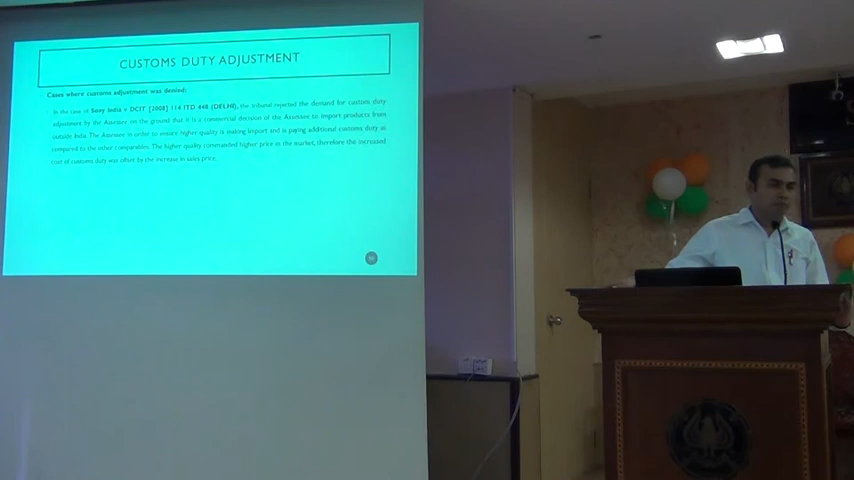 CUSTOMS DUTY ADJUSTMENT
Cases where customs adjustment was denied:
In the case of Sony India v DCIT [2008] 114 ITD 448 (DELHI), the tribunal rejected the demand for custom duty
adjustment by the Assessee on the ground that it is a commercial decision of the Assessee to import products from
outside India. The Assessee in order to ensure higher quality is making import and is paying additional customs duty as
compared to the other comparables. The higher quality commanded higher price in the market, therefore the increased
cost of customs duty was offset by the increase in sales price.